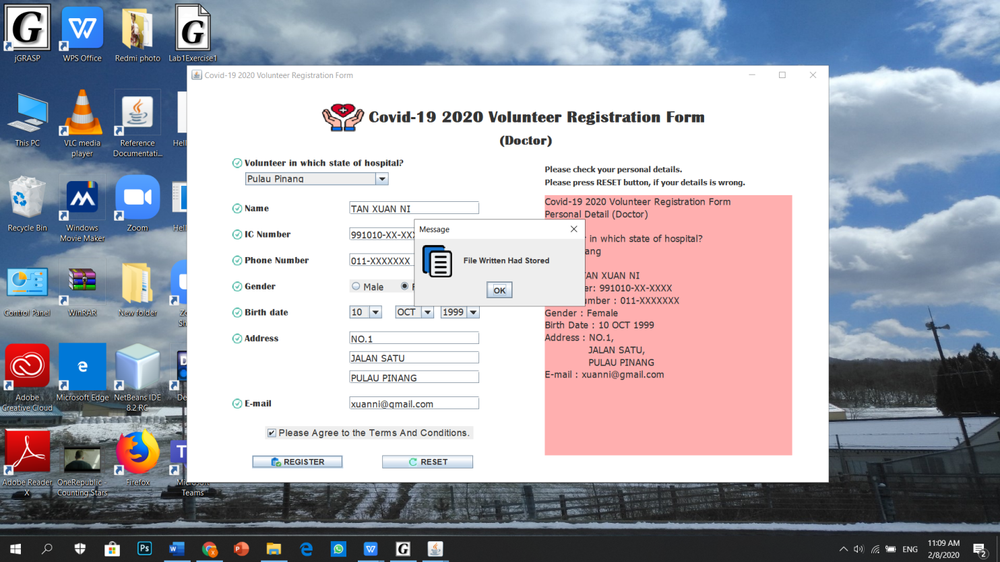 jGRASP
WPS Office
Redmi photo
Lab1Exercise1
This PC
VLC media
player
Reference
Documentati...
Hell
Recycle Bin
Windows
Movie Maker
Zoom
Hell
Control Panel
WinRAR
New folder
Zo
Sh
Adobe
Creative Cloud
Microsoft Edge
NetBeans IDE
8.2 RC
De
Adobe Reader
X
OneRepublic -
Counting Stars
Firefox
Microsoft
Teams
Covid-19 2020 Volunteer Registration Form
Covid-19 2020 Volunteer Registration Form
(Doctor)
Volunteer in which state of hospital?
Pulau Pinang
Name
TAN XUAN NI
IC Number
991010-XX-XXX
Phone Number
011-XXXXXXX
Gender
Male
F
Birth date
10
OCT
1999
Address
NO.1
JALAN SATU
PULAU PINANG
E-mail
xuanni@gmail.com
Please Agree to the Terms And Conditions.
REGISTER
RESET
Please check your personal details.
Please press RESET button, if your details is wrong.
Covid-19 2020 Volunteer Registration Form
Personal Detail (Doctor)
r in which state of hospital?
ang
TAN XUAN NI
er: 991010-XX-XXXX
umber : 011-XXXXXXX
Gender : Female
Birth Date : 10 OCT 1999
Address : NO.1,
JALAN SATU,
PULAU PINANG
E-mail : xuanni@gmail.com
Message
File Written Had Stored
OK
ENG
11:09 AM
2/8/2020
2